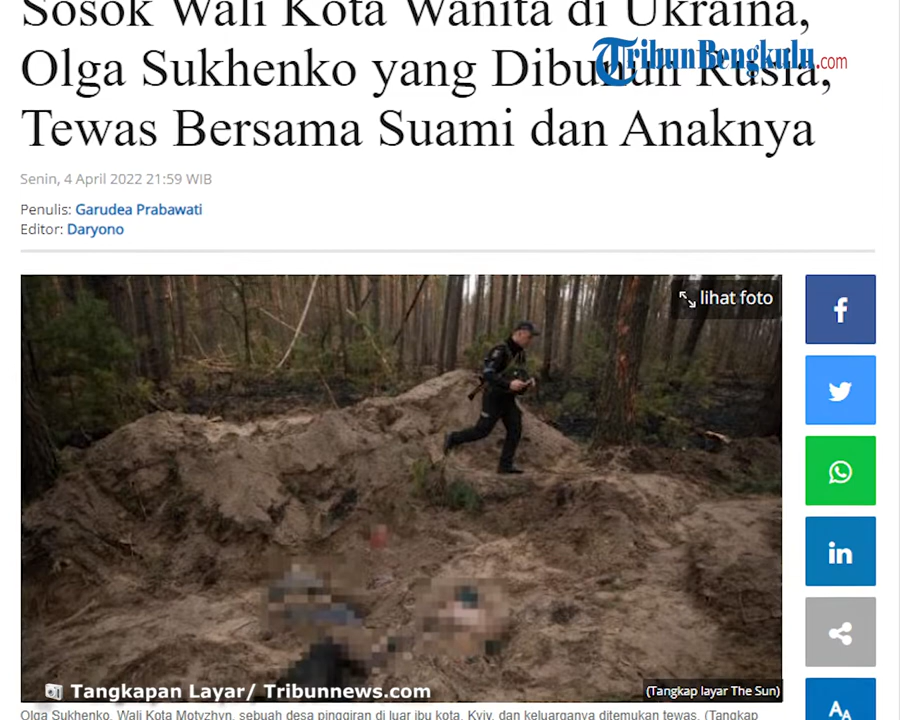 Sosok Wali Kota Wanita di Ukraina,
TribunBengkulu.com
Olga Sukhenko yang Dibunuh Rusia,
Tewas Bersama Suami dan Anaknya
Senin, 4 April 2022 21:59 WIB
Penulis: Garudea Prabawati
Editor: Daryono
lihat foto
Tangkapan Layar/ Tribunnews.com
(Tangkap layar The Sun)
Olga Sukhenko, Wali Kota Motyzhyn, sebuah desa pinggiran di luar ibu kota, Kyiv, dan keluarganya ditemukan tewas. (Tangkap
f
in
AA